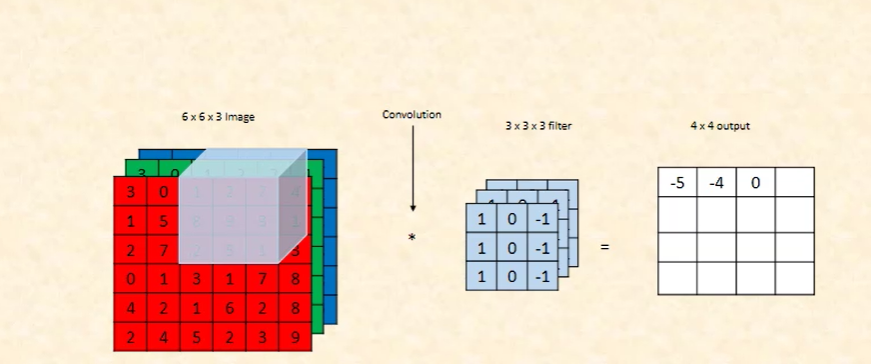 Convolution
6 x 6 x 3 Image
3 x 3 x 3 filter
4 x 4 output
3 0
1 5
2 7
0 1 3 1 7 8
4 2 1 6 2 8
2 4 5 2 3 9
*
1 0 -1
1 0 -1
1 0 -1
=
-5 -4 0